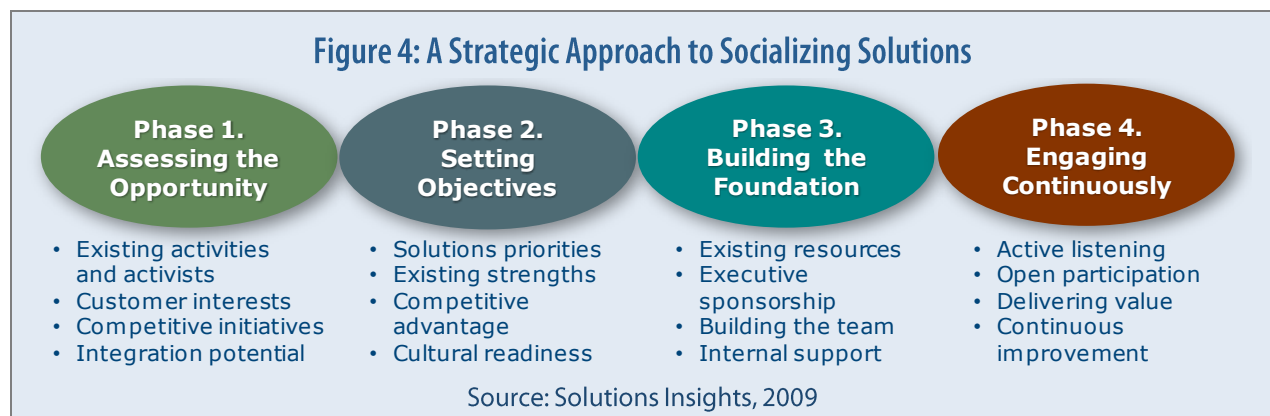 Figure 4: A Strategic Approach to Socializing Solutions
Phase 1.
Assessing the
Opportunity
Phase 2.
Setting
Objectives
Phase 3.
Building the
Foundation
Phase 4.
Engaging
Continuously
• Existing activities
and activists
• Customer interests
• Competitive initiatives
• Integration potential
• Solutions priorities
• Existing strengths
• Competitive
advantage
• Cultural readiness
• Existing resources
• Executive
sponsorship
• Building the team
• Internal support
• Active listening
• Open participation
• Delivering value
• Continuous
improvement
Source: Solutions Insights, 2009